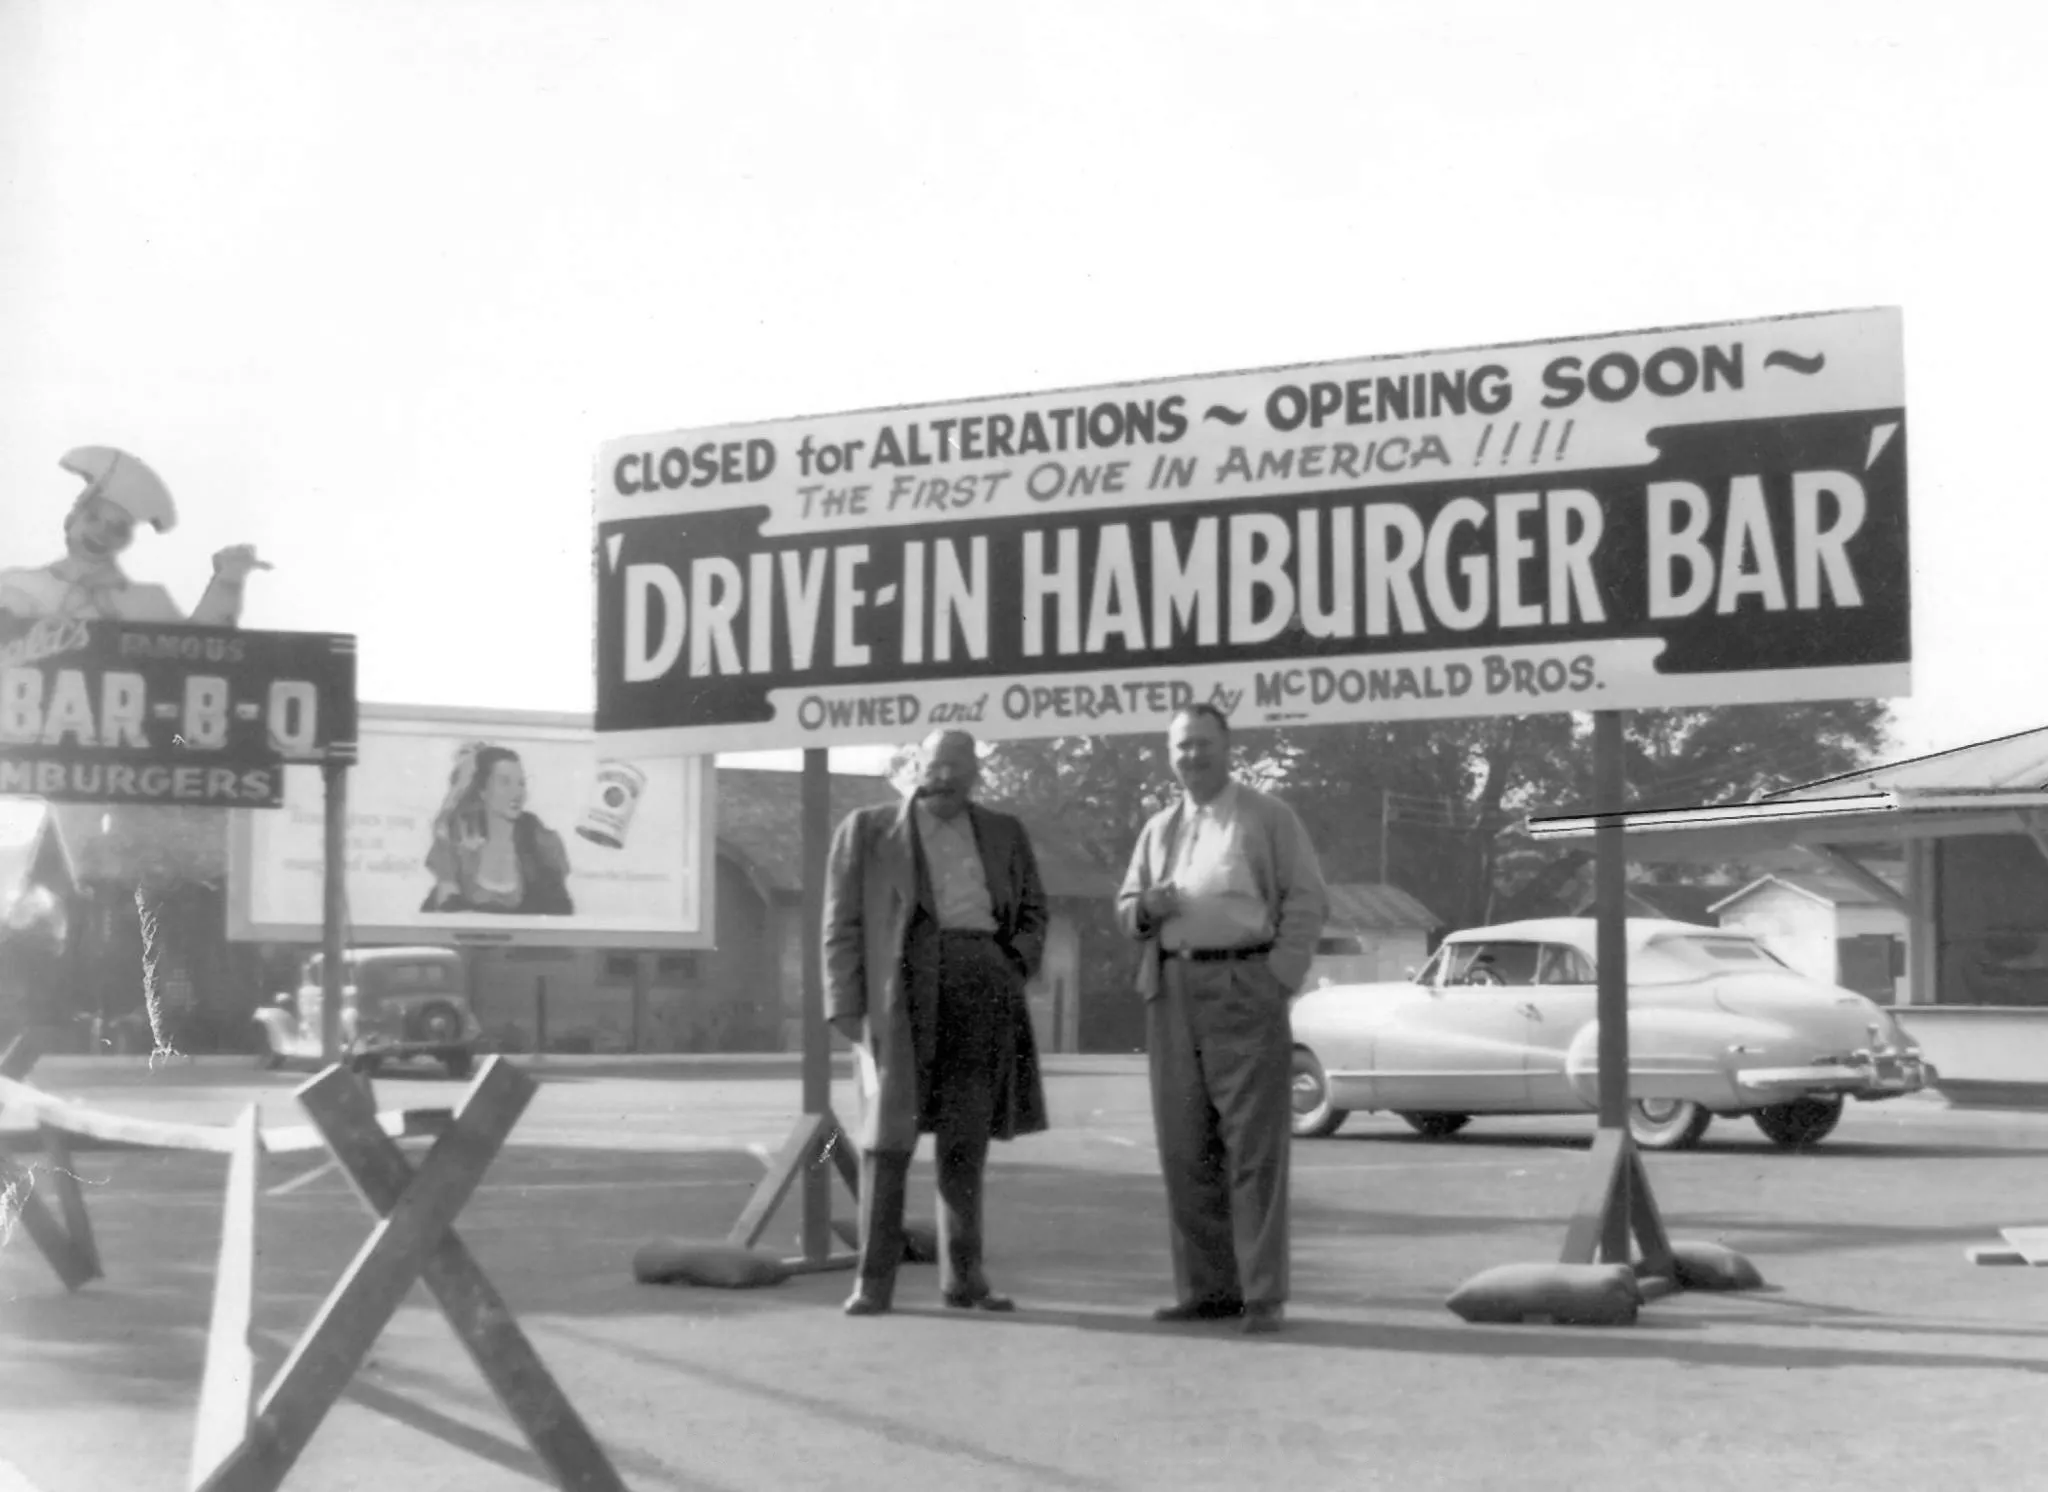 CLOSED for ALTERATIONS ~ OPENING SOON ~
THE FIRST ONE IN AMERICA !!!!
'DRIVE-IN HAMBURGER BAR'
OWNED and OPERATED by McDONALD BROS.
FAMOUS
BAR-B-Q
MBURGERS